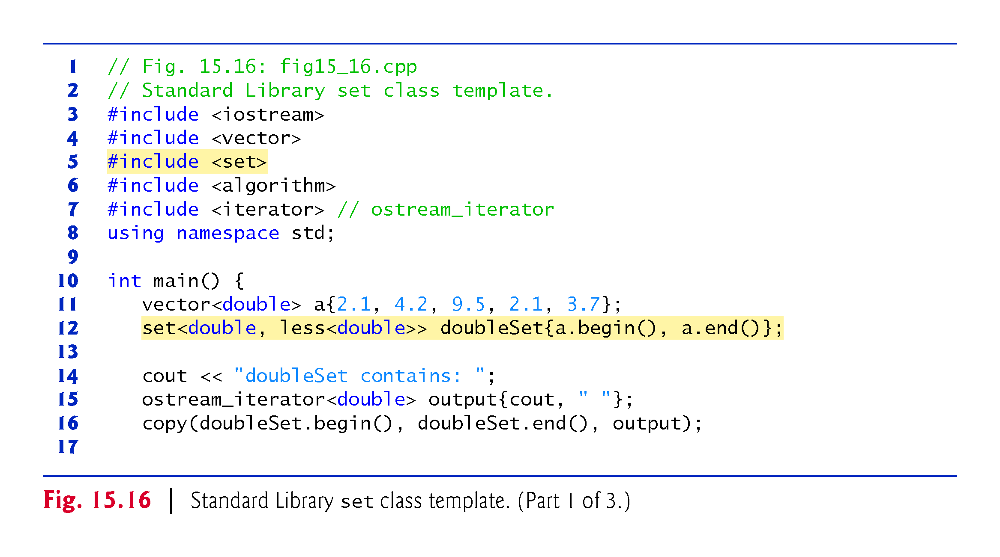 1 // Fig. 15.16: fig15_16.cpp
2 // Standard Library set class template.
3 #include <iostream>
4 #include <vector>
5 #include <set>
6 #include <algorithm>
7 #include <iterator> // ostream_iterator
8 using namespace std;
9
10 int main() {
11    vector<double> a{2.1, 4.2, 9.5, 2.1, 3.7};
12    set<double, less<double>> doubleSet{a.begin(), a.end()};
13
14    cout << "doubleSet contains: ";
15    ostream_iterator<double> output{cout, " "};
16    copy(doubleSet.begin(), doubleSet.end(), output);
17
Fig. 15.16 | Standard Library set class template. (Part 1 of 3.)